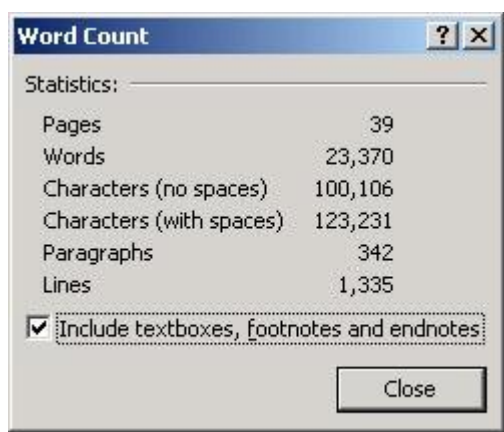 Word Count
Statistics:
Pages 39
Words 23,370
Characters (no spaces) 100,106
Characters (with spaces) 123,231
Paragraphs 342
Lines 1,335
Include textboxes, footnotes and endnotes
Close